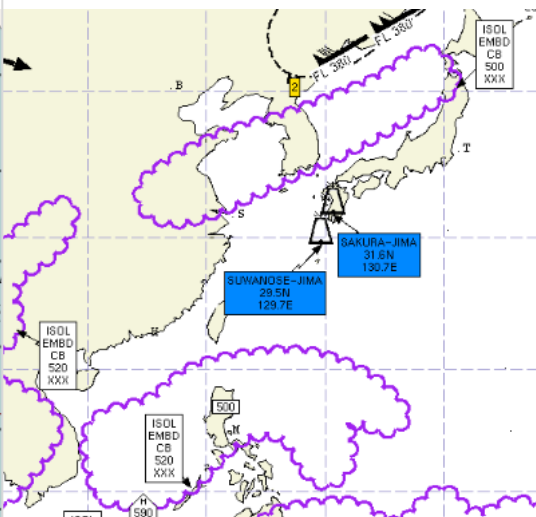 FL 380
FL 380
ISOL
EMBD
CB
500
XXX
2
B
T
S
SAKURA-JIMA
31.6N
130.7E
SUWANOSE-JIMA
29.5N
129.7E
ISOL
EMBD
CB
520
XXX
K
500
ISOL
EMBD
CB
520
XXX
M
H
590